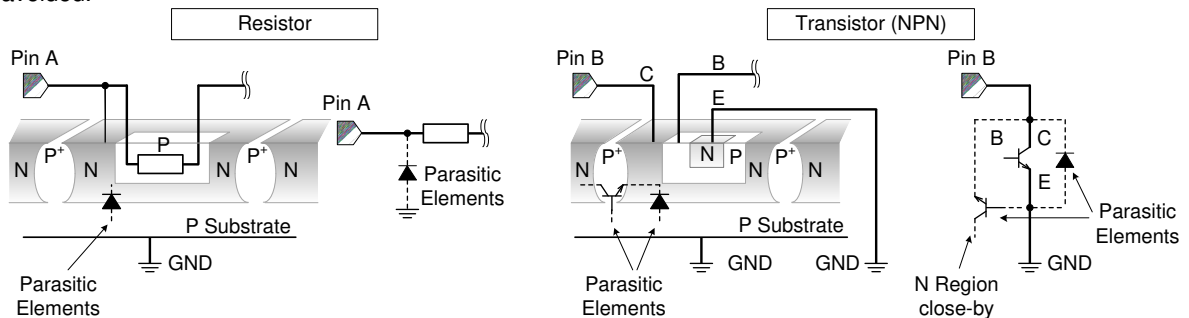 avoided.
Resistor
Transistor (NPN)
Pin A
Pin A
N
P+
N
P
N
P+
N
Parasitic
Elements
P Substrate
GND
Parasitic
Elements
Pin B
C
B
E
N
P+
N
N
P
N
P+
N
P Substrate
GND
GND
Parasitic
Elements
Pin B
B
C
E
Parasitic
Elements
GND
N Region
close-by